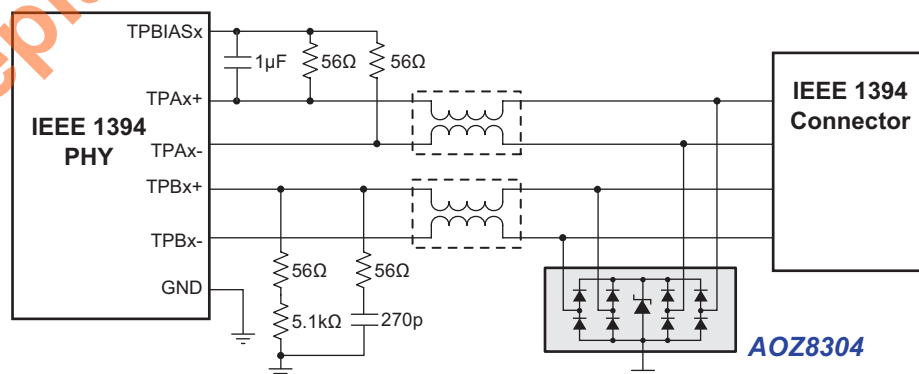 TPBIASx
1µF
56Ω
56Ω
TPAx+
IEEE 1394
PHY
TPAx-
TPBx+
TPBx-
GND
56Ω
56Ω
5.1kΩ
270p
IEEE 1394
Connector
AOZ8304